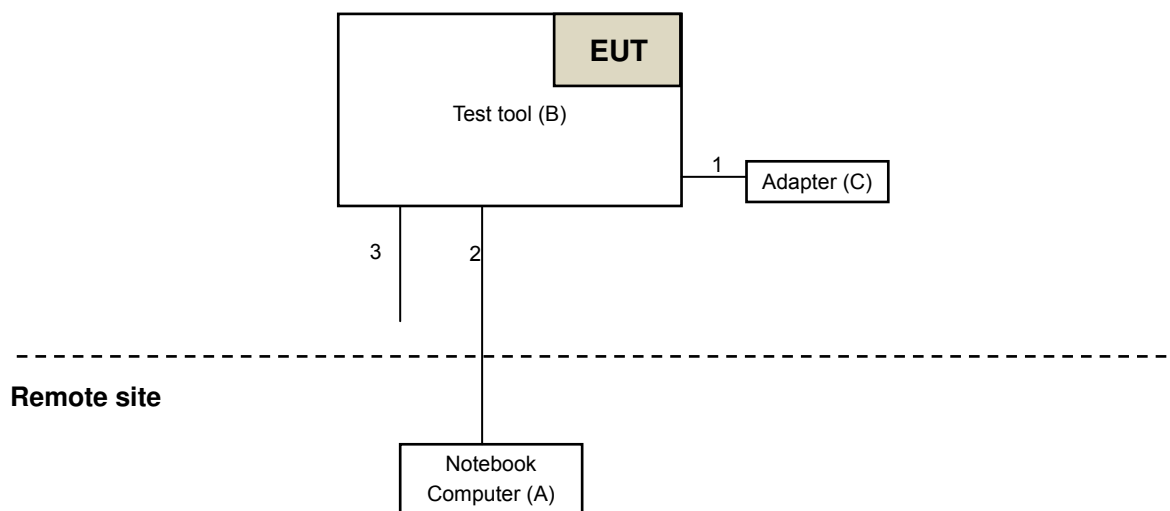 EUT
Test tool (B)
1
Adapter (C)
3
2
Remote site
Notebook
Computer (A)